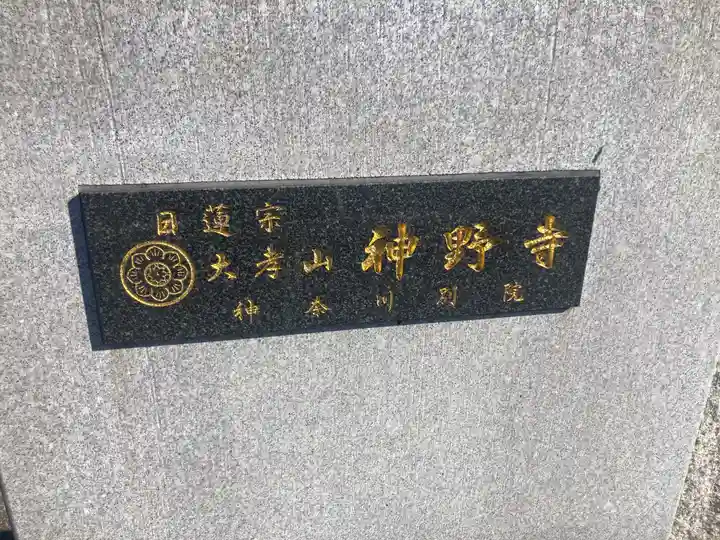 日蓮宗
大孝山 神野寺
神奈川別院